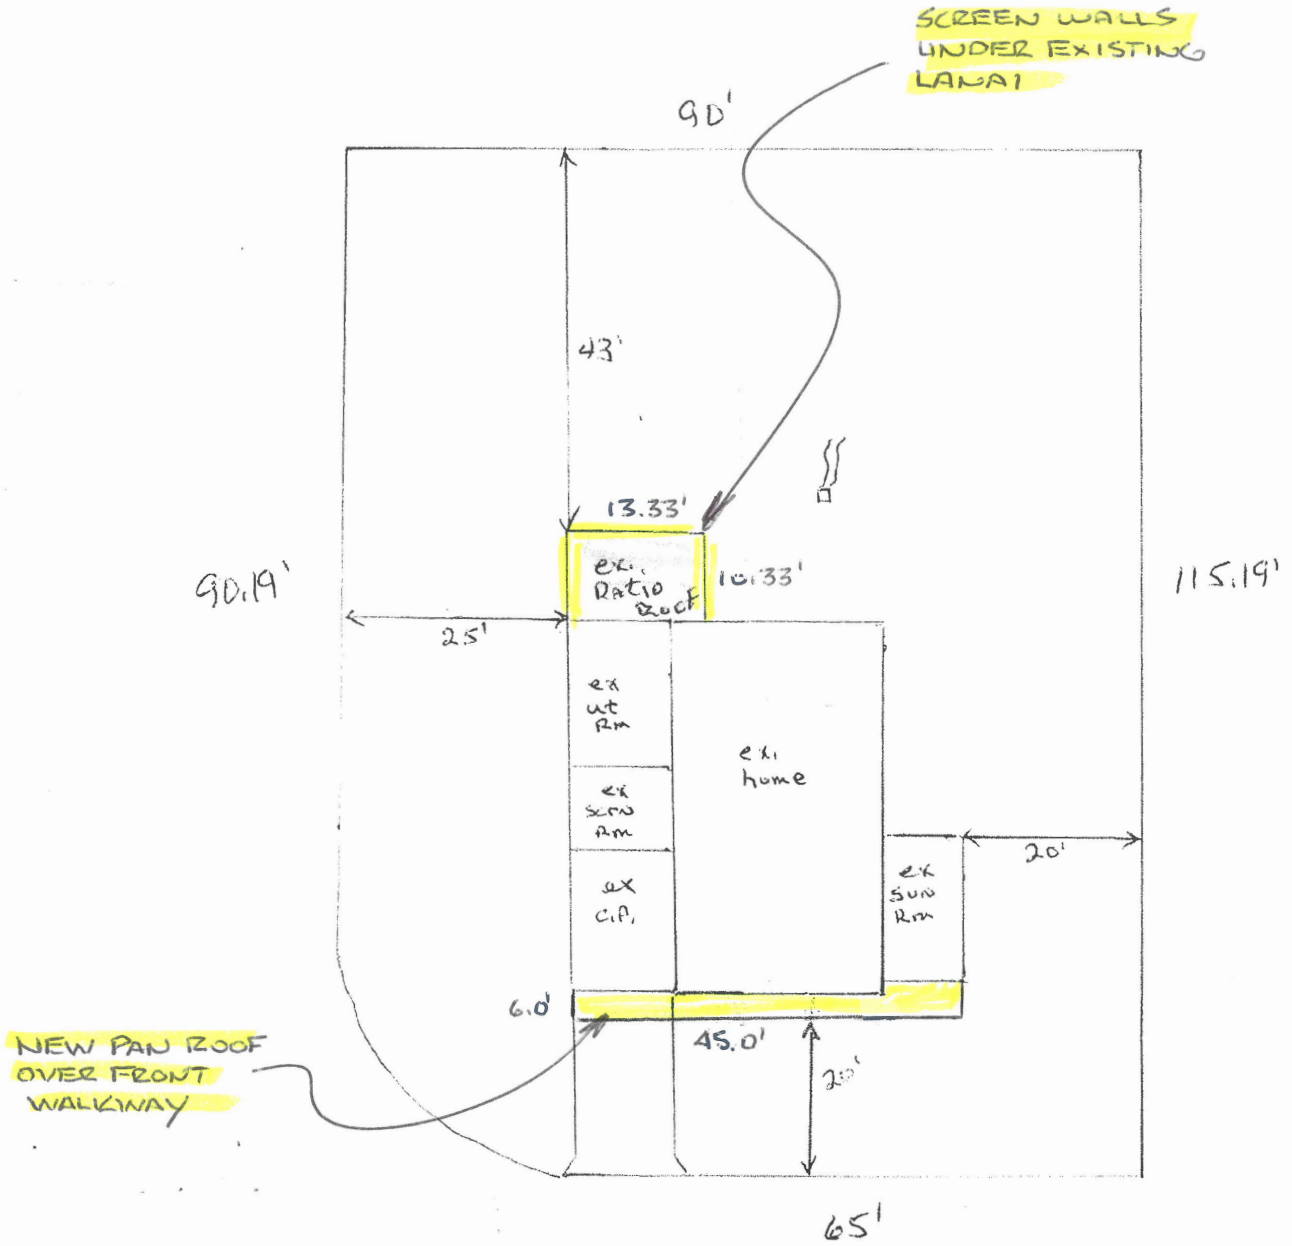 SCREEN WALLS
UNDER EXISTING
LANAI
90'
43'
13.33'
ex.
Patio
Roof
10.33'
90.19'
115.19'
25'
ex
ut
Rm
ex.
home
ex
scrn
Rm
20'
ex
C.P.
ex
SUN
Rm
6.0'
45.0'
NEW PAN ROOF
OVER FRONT
WALKWAY
20'
65'